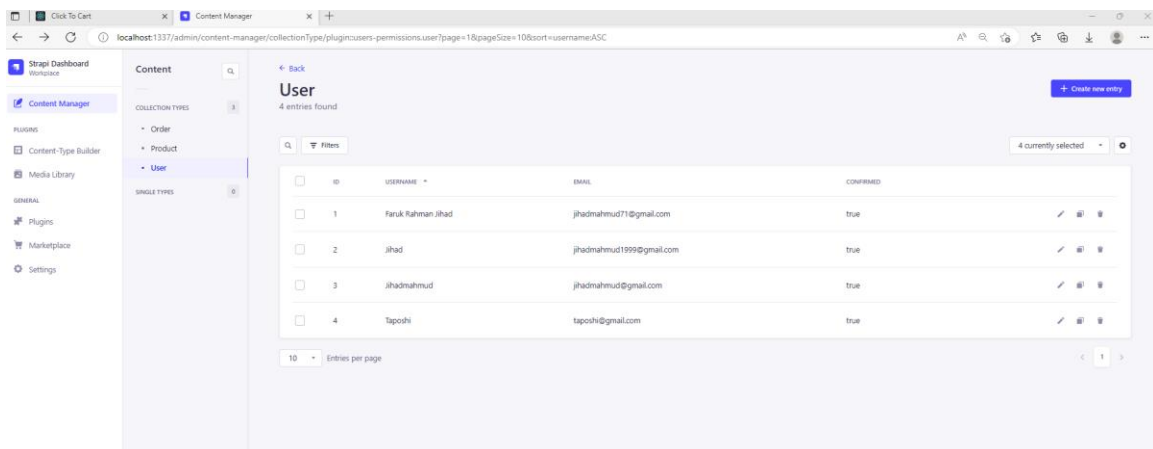 Click To Cart
Content Manager
localhost:1337/admin/content-manager/collectionType/plugin::users-permissions.user?page=1&pageSize=10&sort=username:ASC
Strapi Dashboard
Workplace
Content Manager
PLUGINS
Content-Type Builder
Media Library
GENERAL
Plugins
Marketplace
Settings
Content
COLLECTION TYPES 3
Order
Product
User
SINGLE TYPES 0
← Back
User
4 entries found
+ Create new entry
Filters
4 currently selected
ID USERNAME EMAIL CONFIRMED
1 Faruk Rahman Jihad jihadmahmud71@gmail.com true
2 Jihad jihadmahmud1999@gmail.com true
3 Jihadmahmud jihadmahmud@gmail.com true
4 Taposhi taposhi@gmail.com true
10 Entries per page
1